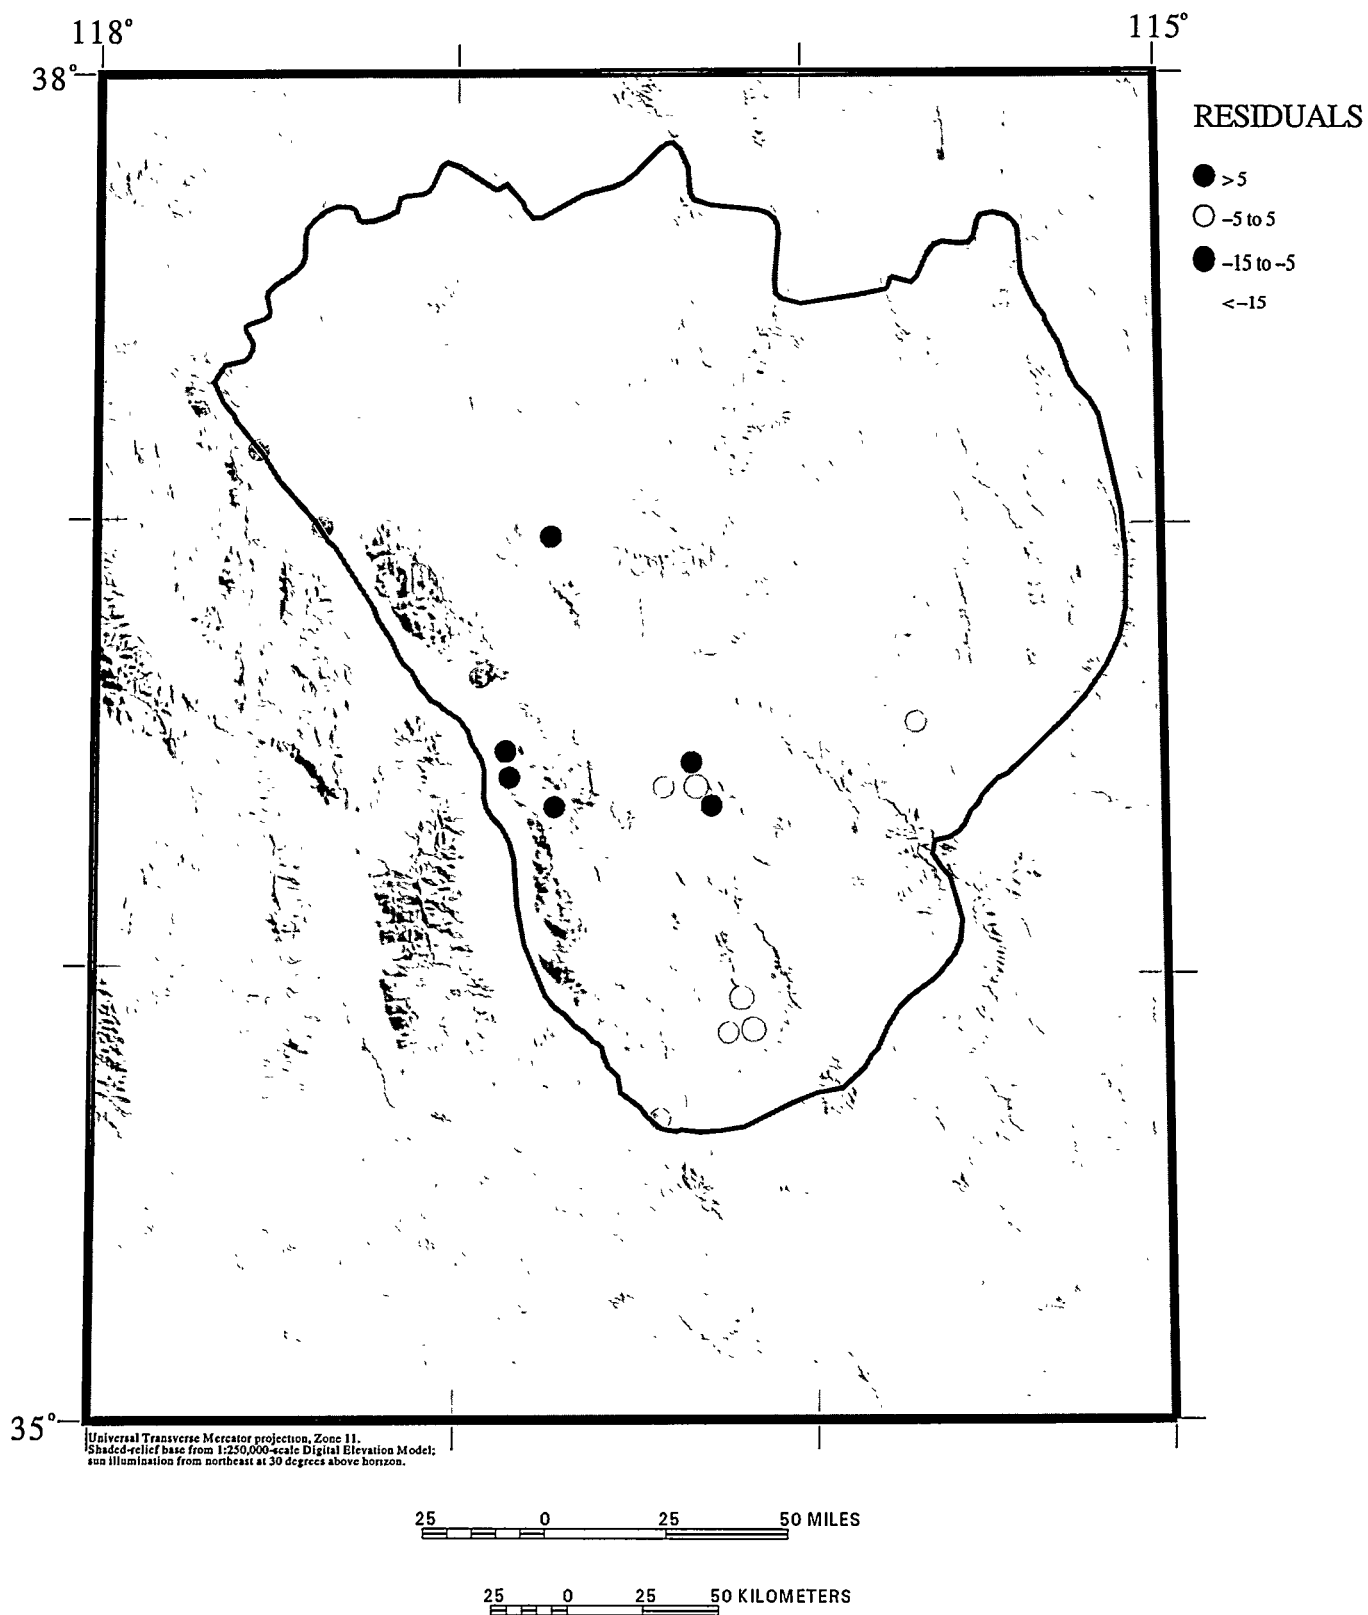 118°
115°
38°
RESIDUALS
>5
–5 to 5
–15 to –5
<–15
35°
Universal Transverse Mercator projection, Zone 11.
Shaded-relief base from 1:250,000-scale Digital Elevation Model;
sun illumination from northeast at 30 degrees above horizon.
25 0 25 50 MILES
25 0 25 50 KILOMETERS